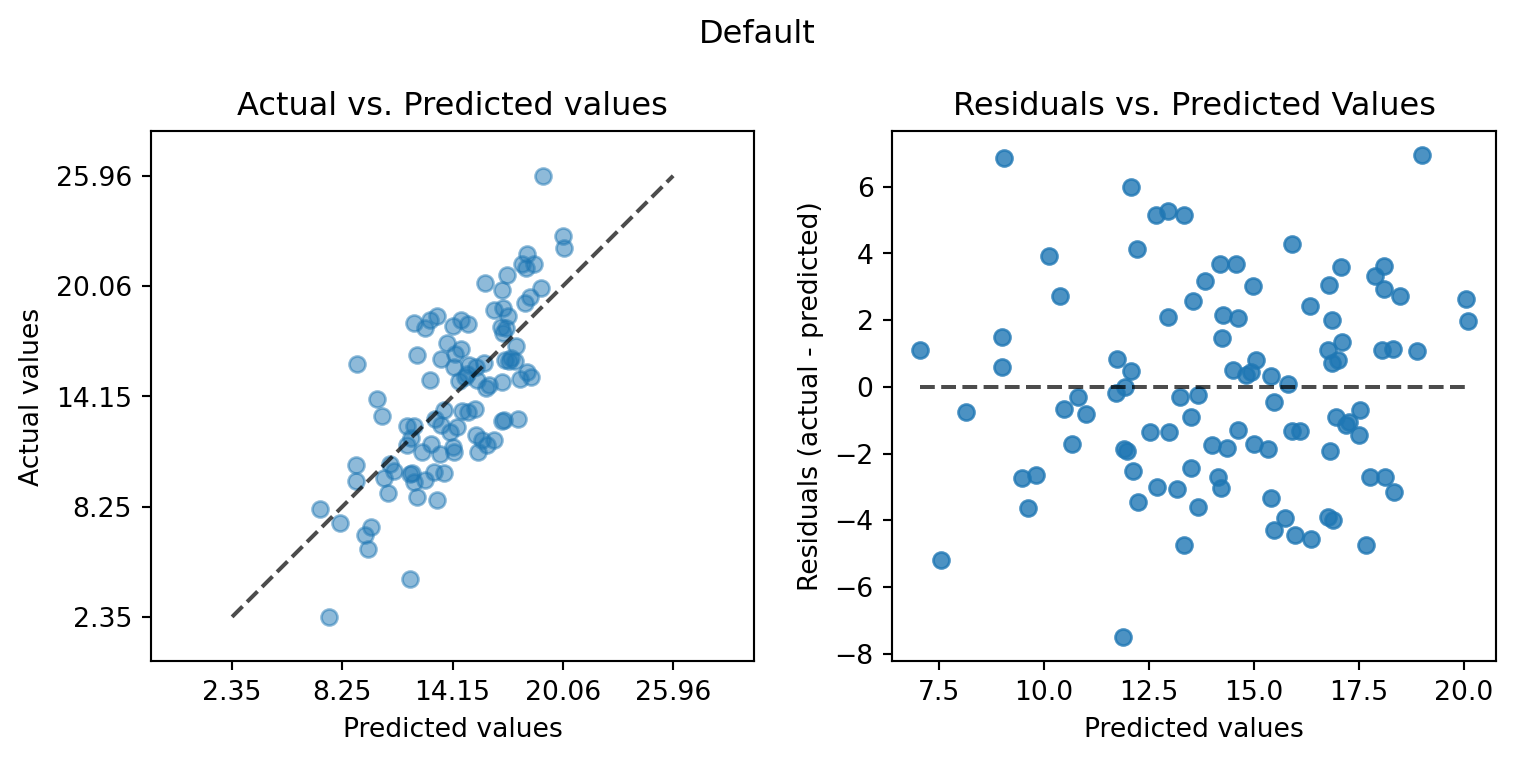 Default
Actual vs. Predicted values
Actual values
25.96
20.06
14.15
8.25
2.35
2.35 8.25 14.15 20.06 25.96
Predicted values
Residuals vs. Predicted Values
Residuals (actual - predicted)
6
4
2
0
−2
−4
−6
−8
7.5 10.0 12.5 15.0 17.5 20.0
Predicted values